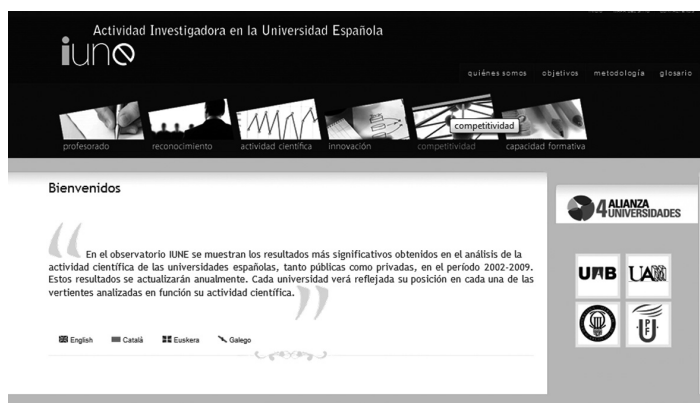 Actividad Investigadora en la Universidad Española
iune
quiénes somos objetivos metodología glosario
competitividad
profesorado reconocimiento actividad científica innovación competitividad capacidad formativa
Bienvenidos
4 ALIANZA
UNIVERSIDADES
“ En el observatorio IUNE se muestran los resultados más significativos obtenidos en el análisis de la
actividad científica de las universidades españolas, tanto públicas como privadas, en el período 2002-2009.
Estos resultados se actualizarán anualmente. Cada universidad verá reflejada su posición en cada una de las
vertientes analizadas en función su actividad científica. ”
UAB UAM
UPF
English Català Euskera Galego